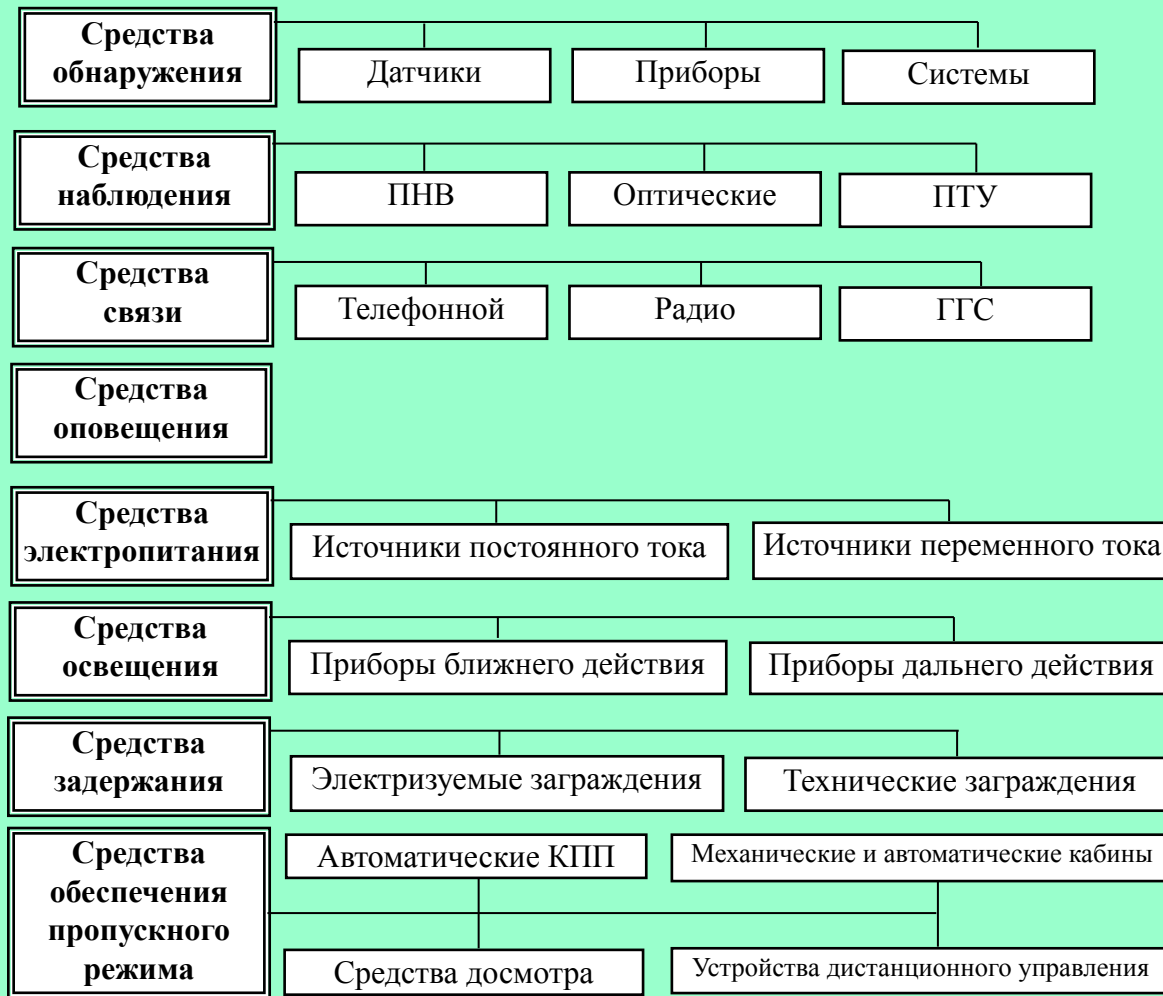 Средства
обнаружения
Датчики
Приборы
Системы
Средства
наблюдения
ПНВ
Оптические
ПТУ
Средства
связи
Телефонной
Радио
ГГС
Средства
оповещения
Средства
электропитания
Источники постоянного тока
Источники переменного тока
Средства
освещения
Приборы ближнего действия
Приборы дальнего действия
Средства
задержания
Электризуемые заграждения
Технические заграждения
Средства
обеспечения
пропускного
режима
Автоматические КПП
Механические и автоматические кабины
Средства досмотра
Устройства дистанционного управления